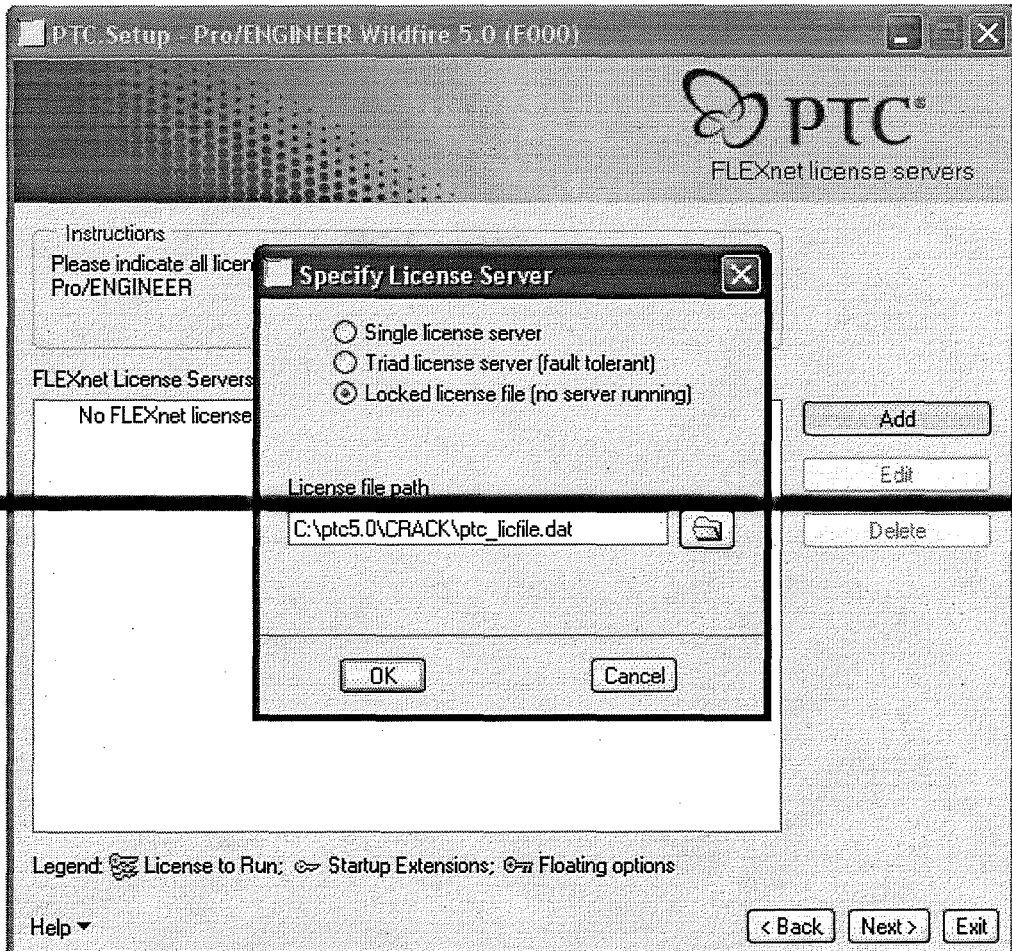 PTC.Setup - Pro/ENGINEER Wildfire 5.0 (F000)
PTC®
FLEXnet license servers
Instructions
Please indicate all licen
Pro/ENGINEER
Specify License Server
Single license server
Triad license server (fault tolerant)
Locked license file (no server running)
FLEXnet License Servers
No FLEXnet license
Add
Edit
Delete
License file path
C:\ptc5.0\CRACK\ptc_licfile.dat
OK
Cancel
Legend: License to Run; Startup Extensions; Floating options
Help
< Back
Next >
Exit